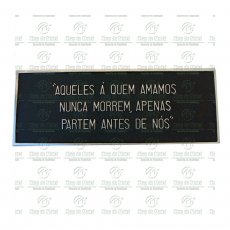 "AQUELES À QUEM AMAMOS
NUNCA MORREM, APENAS
PARTEM ANTES DE NÓS"